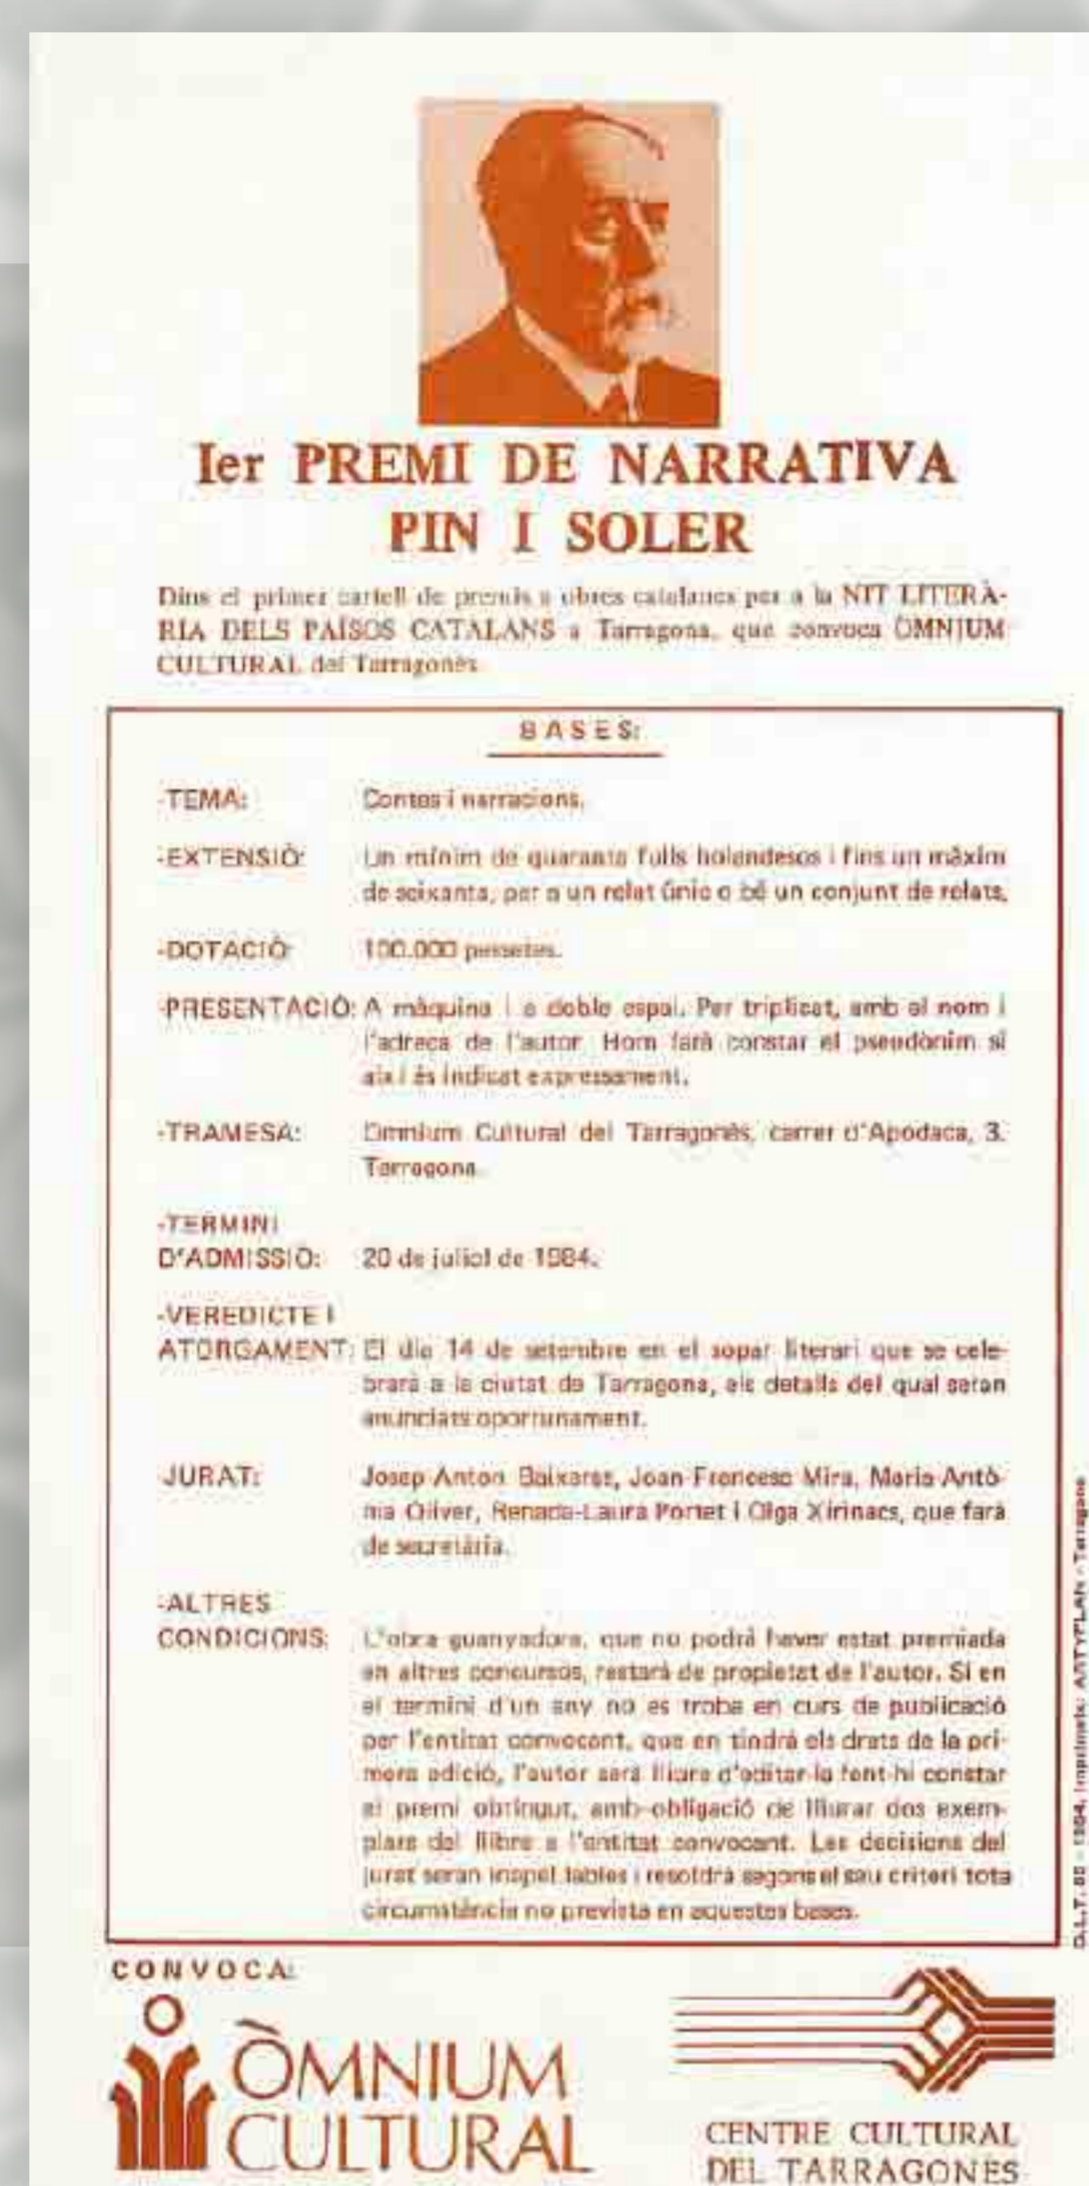 Ier PREMI DE NARRATIVA
PIN I SOLER
Dins el primer cartell de premis a obres catalanes per a la NIT LITERÀ-
RIA DELS PAÏSOS CATALANS a Tarragona, que convoca ÒMNIUM
CULTURAL del Tarragonès
BASES:
-TEMA: Contes i narracions.
-EXTENSIÒ: Un mínim de quaranta fulls holandesos i fins un màxim
de seixanta, per a un relat únic o bé un conjunt de relats.
-DOTACIÒ: 100.000 pessetes.
-PRESENTACIÒ: A màquina i a doble espai. Per triplicat, amb el nom i
l'adreca de l'autor. Hom farà constar el pseudònim si
així és indicat expressament.
-TRAMESA: Òmnium Cultural del Tarragonès, carrer d'Apodaca, 3.
Tarragona.
-TERMINI
D'ADMISSIÒ: 20 de juliol de 1984.
-VEREDICTE I
ATORGAMENT: El dia 14 de setembre en el sopar literari que se cele-
brarà a la ciutat de Tarragona, els detalls del qual seran
anunciats oportunament.
-JURAT: Josep Anton Baixeras, Joan-Francesc Mira, Maria-Antò-
nia Oliver, Renada-Laura Portet i Olga Xirinacs, que farà
de secretària.
-ALTRES
CONDICIONS: L'obra guanyadora, que no podrà haver estat premiada
en altres concursos, restarà de propietat de l'autor. Si en
el termini d'un any no es troba en curs de publicació
per l'entitat convocant, que en tindrà els drets de la pri-
mera edició, l'autor serà lliure d'editar-la fent-hi constar
el premi obtingut, amb obligació de lliurar dos exem-
plars del llibre a l'entitat convocant. Les decisions del
jurat seran inapel·lables i resoldrà segons el seu criteri tota
circumstància no prevista en aquestes bases.
D.L.T. 85 - 1984. Imprimeix: ARTYPLAN - Tarragona
CONVOCA:
ÒMNIUM
CULTURAL
CENTRE CULTURAL
DEL TARRAGONES